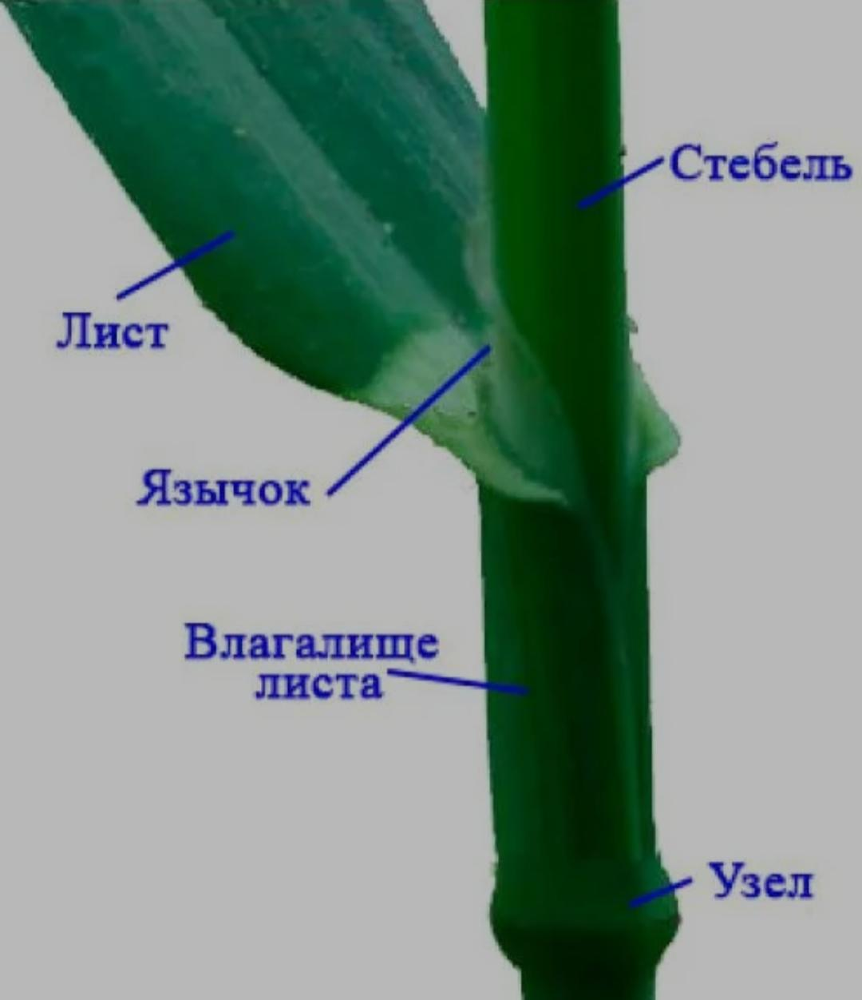 Стебель
Лист
Язычок
Влагалище
листа
Узел